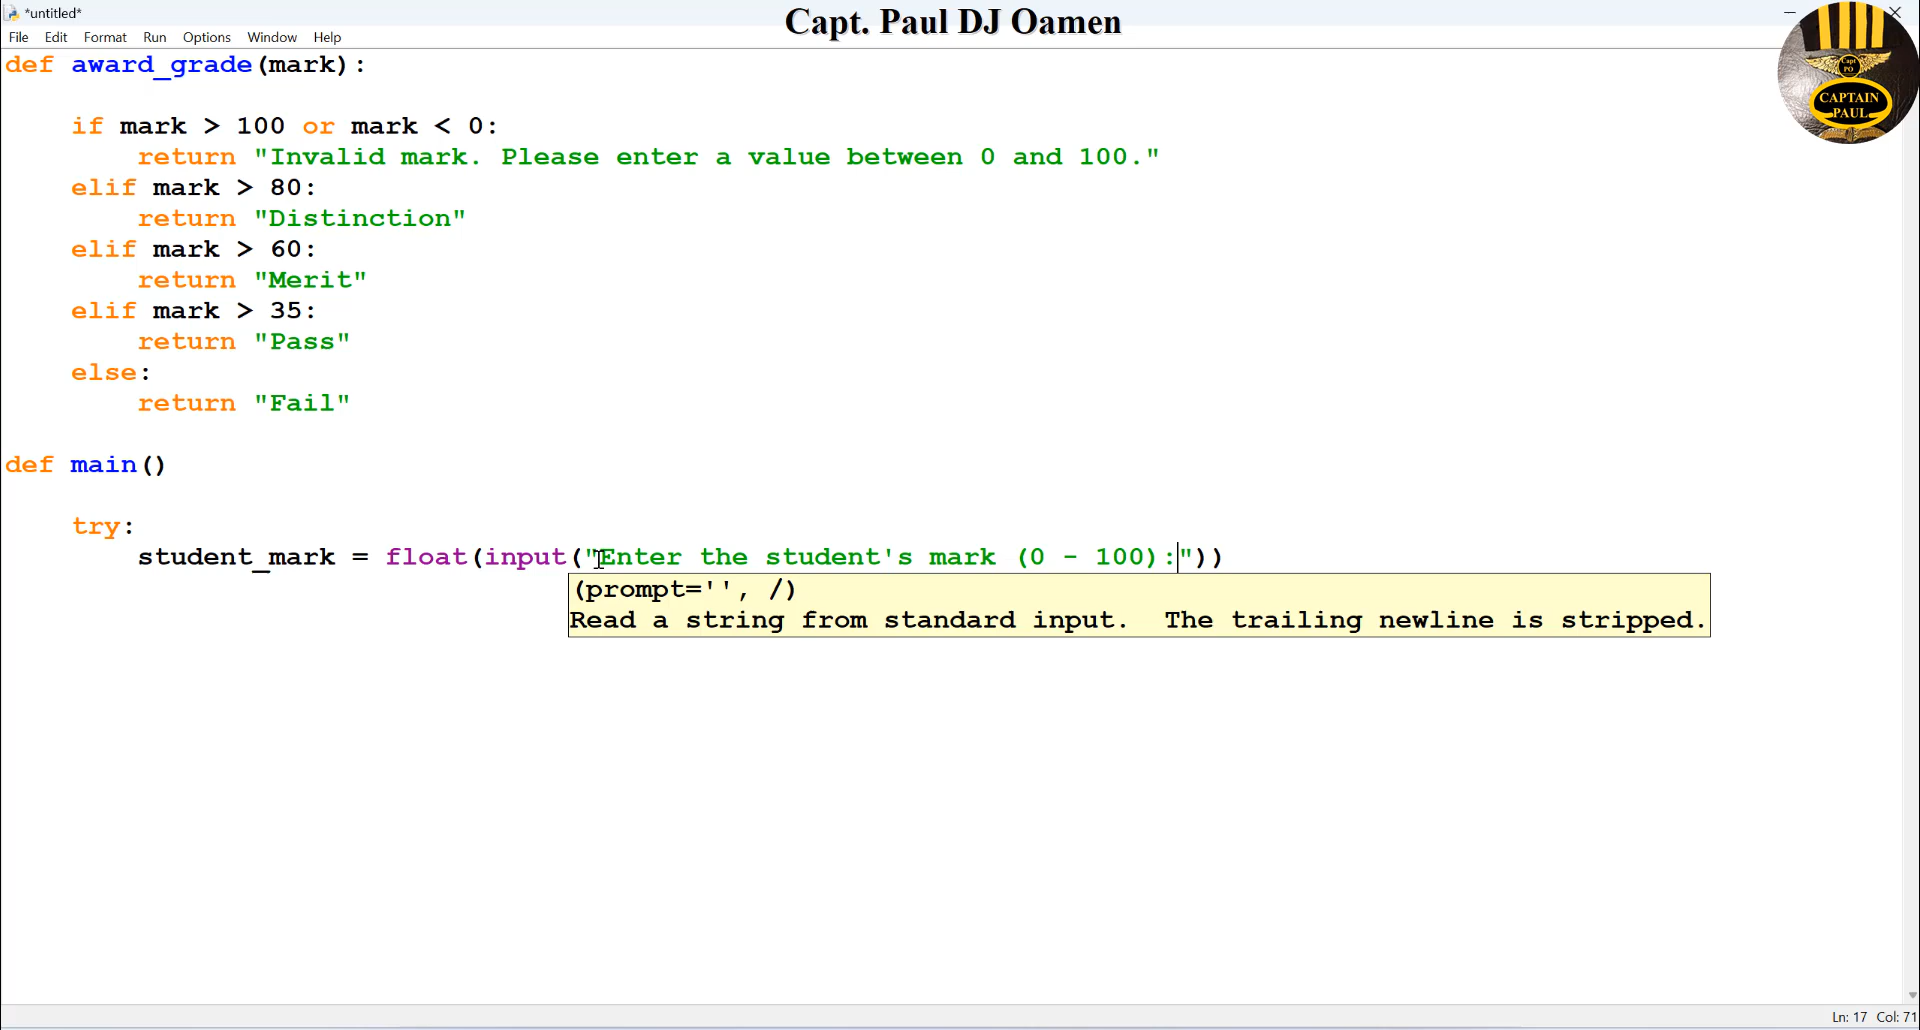 *untitled*
Capt. Paul DJ Oamen
File Edit Format Run Options Window Help
def award_grade(mark):
if mark > 100 or mark < 0:
return "Invalid mark. Please enter a value between 0 and 100."
elif mark > 80:
return "Distinction"
elif mark > 60:
return "Merit"
elif mark > 35:
return "Pass"
else:
return "Fail"
def main()
try:
student_mark = float(input("Enter the student's mark (0 - 100):"))
(prompt='', /)
Read a string from standard input.  The trailing newline is stripped.
Capt
PO
CAPTAIN
PAUL
Ln: 17 Col: 71